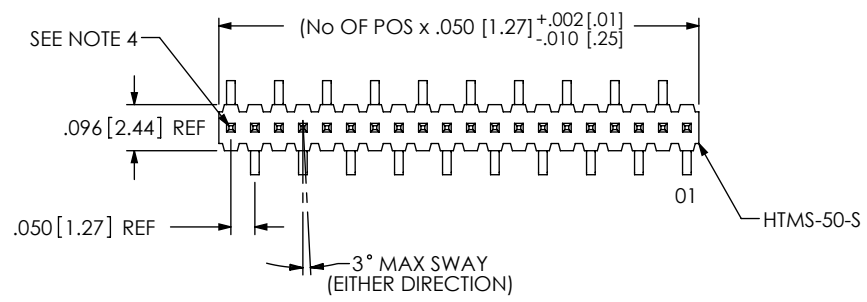 (No OF POS x .050 [1.27] +.002 [.01]
-.010 [.25]
SEE NOTE 4
.096 [2.44] REF
01
HTMS-50-S
.050 [1.27] REF
3° MAX SWAY
(EITHER DIRECTION)